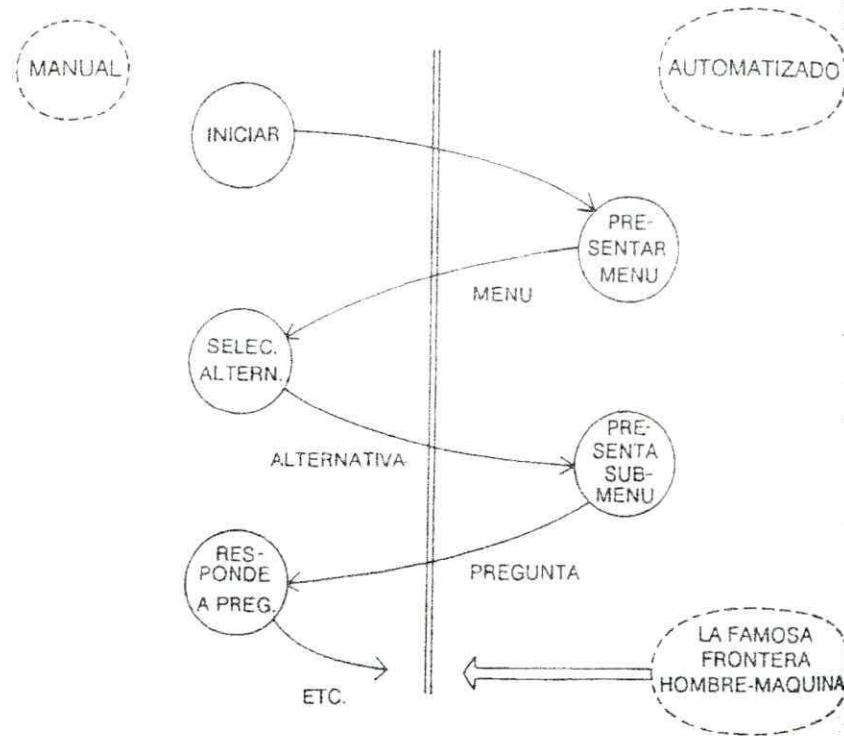 MANUAL
AUTOMATIZADO
INICIAR
PRE-
SENTAR
MENU
MENU
SELEC.
ALTERN.
ALTERNATIVA
PRE-
SENTA
SUB-
MENU
PREGUNTA
RES-
PONDE
A PREG.
ETC.
LA FAMOSA
FRONTERA
HOMBRE-MAQUINA